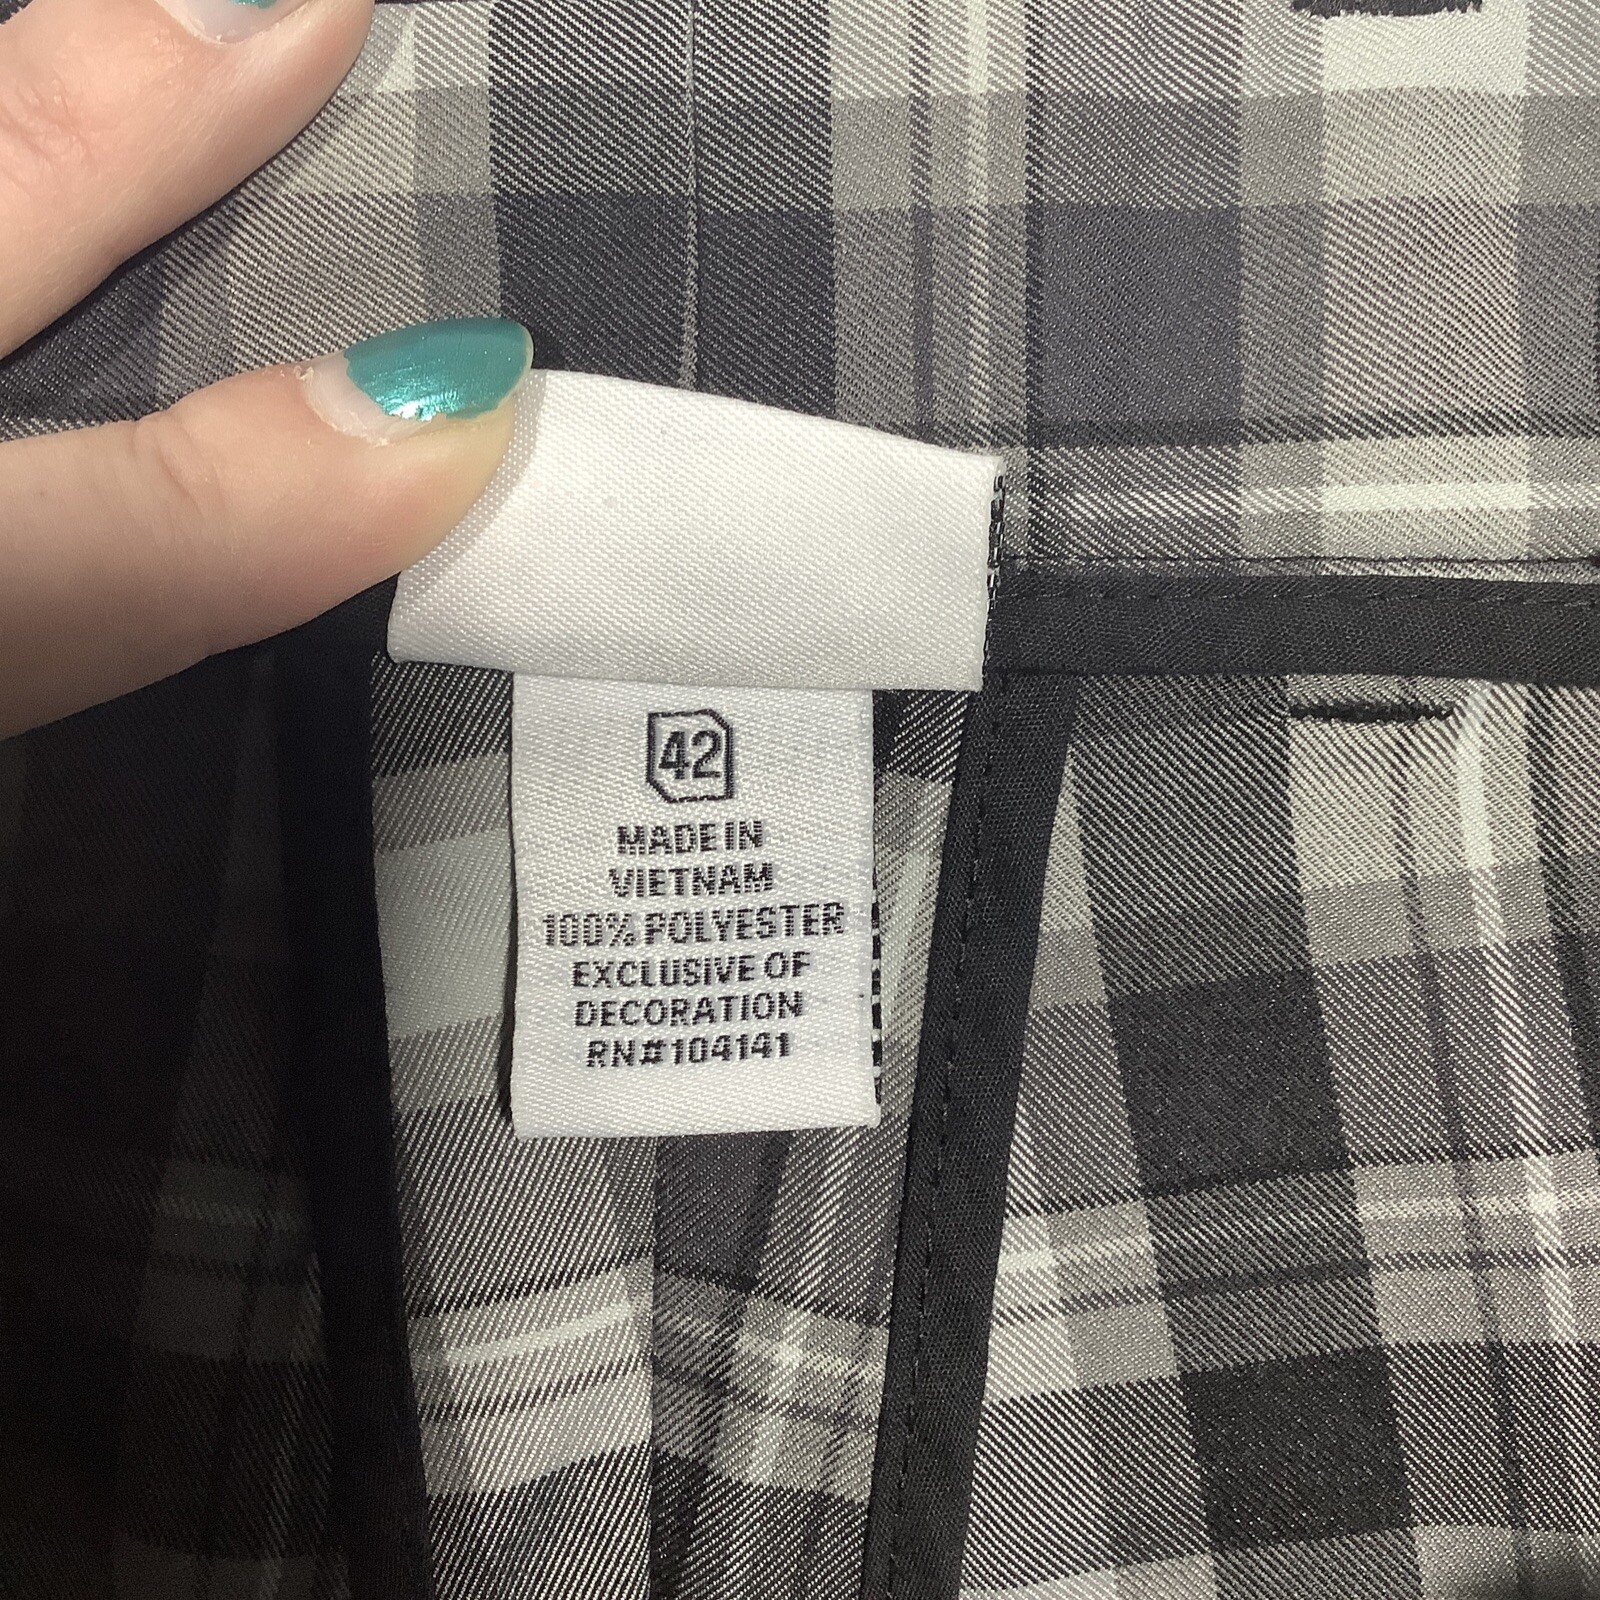 42
MADE IN
VIETNAM
100% POLYESTER
EXCLUSIVE OF
DECORATION
RN#104141